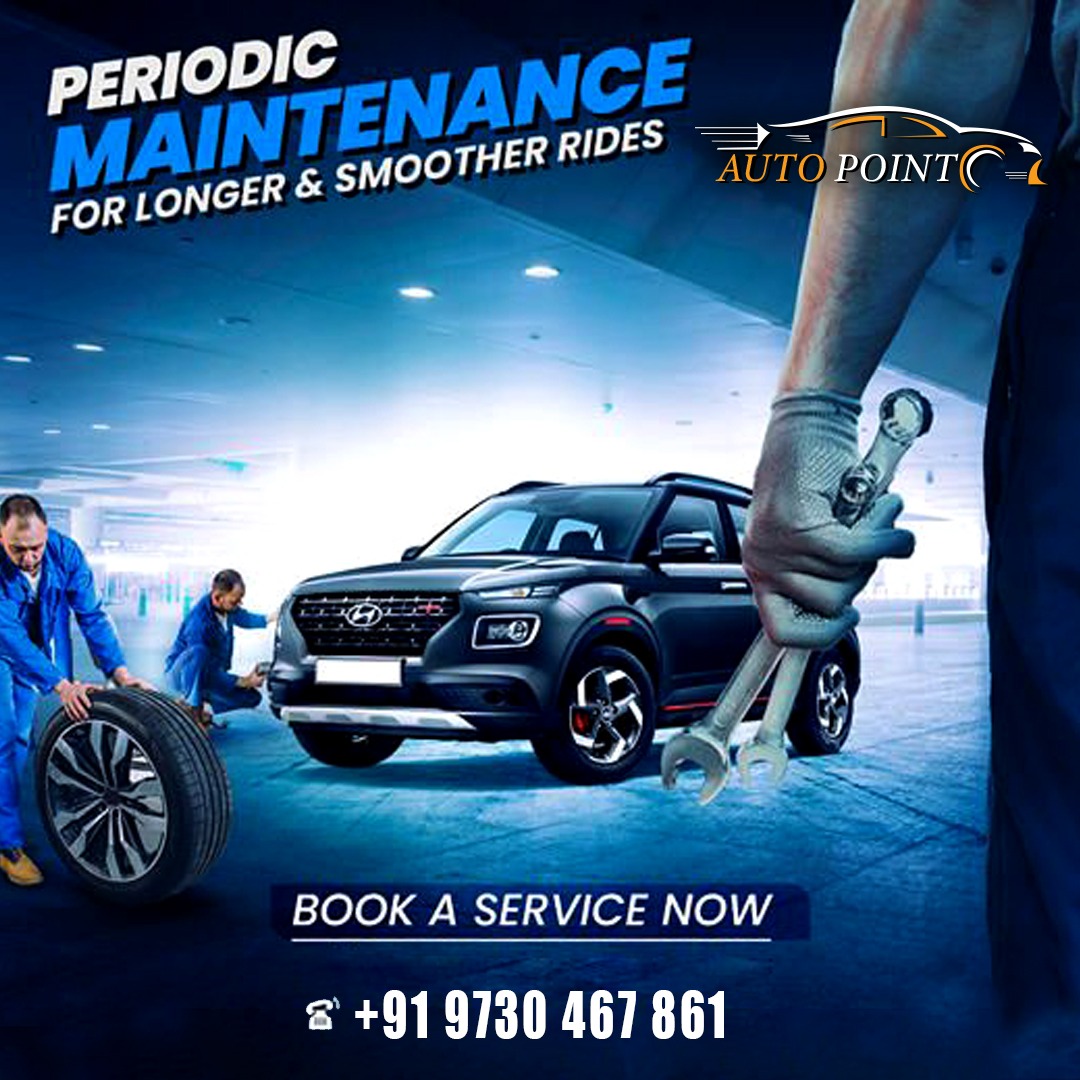 PERIODIC
MAINTENANCE
FOR LONGER & SMOOTHER RIDES
AUTO POINT
BOOK A SERVICE NOW
+91 9730 467 861